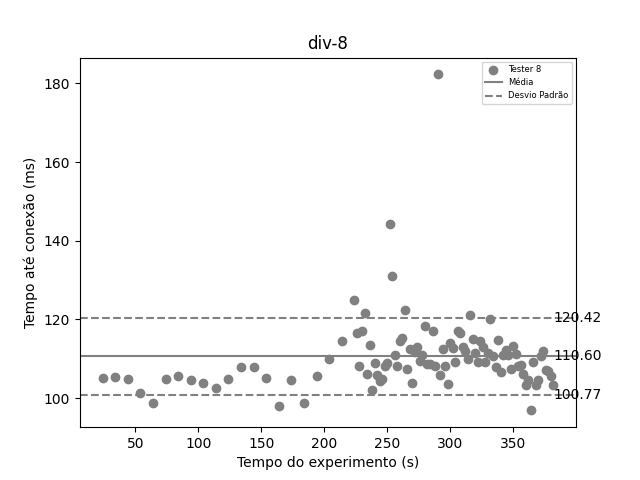 div-8
Tester 8
Média
Desvio Padrão
Tempo até conexão (ms)
180
160
140
120
100
120.42
110.60
100.77
50
100
150
200
250
300
350
Tempo do experimento (s)